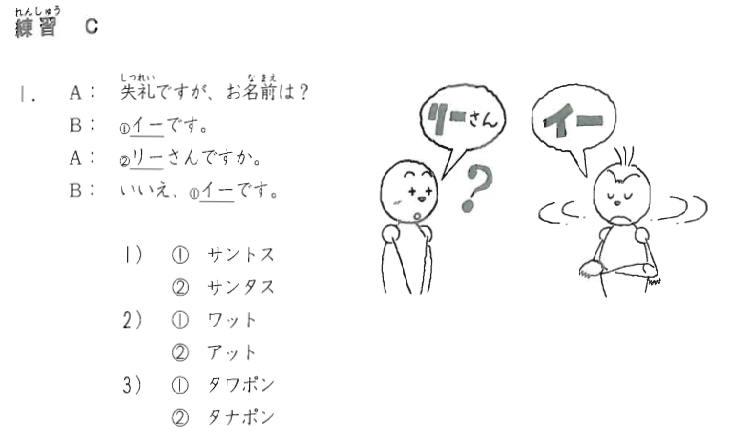 れんしゅう
練習 C
しつれい なまえ
1. A： 失礼ですが、お名前は？
B： ①イーです。
A： ②リーさんですか。
B： いいえ、①イーです。
リーさん
?
イー
1) ① サントス
② サンタス
2) ① ワット
② アット
3) ① タワポン
② タナポン